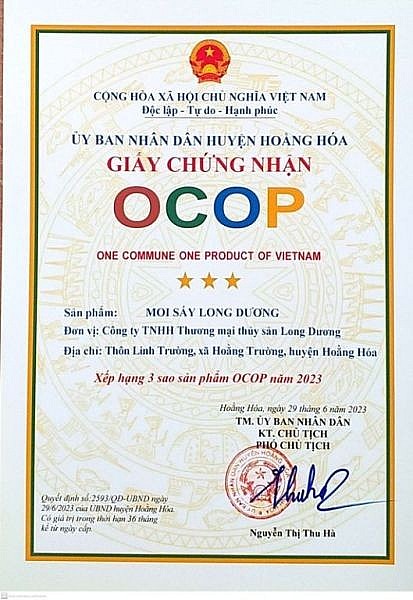 CỘNG HÒA XÃ HỘI CHỦ NGHĨA VIỆT NAM
Độc lập - Tự do - Hạnh phúc
ỦY BAN NHÂN DÂN HUYỆN HOẰNG HÓA
GIẤY CHỨNG NHẬN
OCOP
ONE COMMUNE ONE PRODUCT OF VIETNAM
Sản phẩm: MOI SẤY LONG DƯƠNG
Đơn vị: Công ty TNHH Thương mại thủy sản Long Dương
Địa chỉ: Thôn Linh Trường, xã Hoằng Trường, huyện Hoằng Hóa
Xếp hạng 3 sao sản phẩm OCOP năm 2023
Hoằng Hóa, ngày 29 tháng 6 năm 2023
TM. ỦY BAN NHÂN DÂN
KT. CHỦ TỊCH
PHÓ CHỦ TỊCH
Quyết định số:2593/QĐ-UBND ngày
29/6/2023 của UBND huyện Hoằng Hóa.
Có giá trị trong thời hạn 36 tháng
kể từ ngày cấp.
Nguyễn Thị Thu Hà